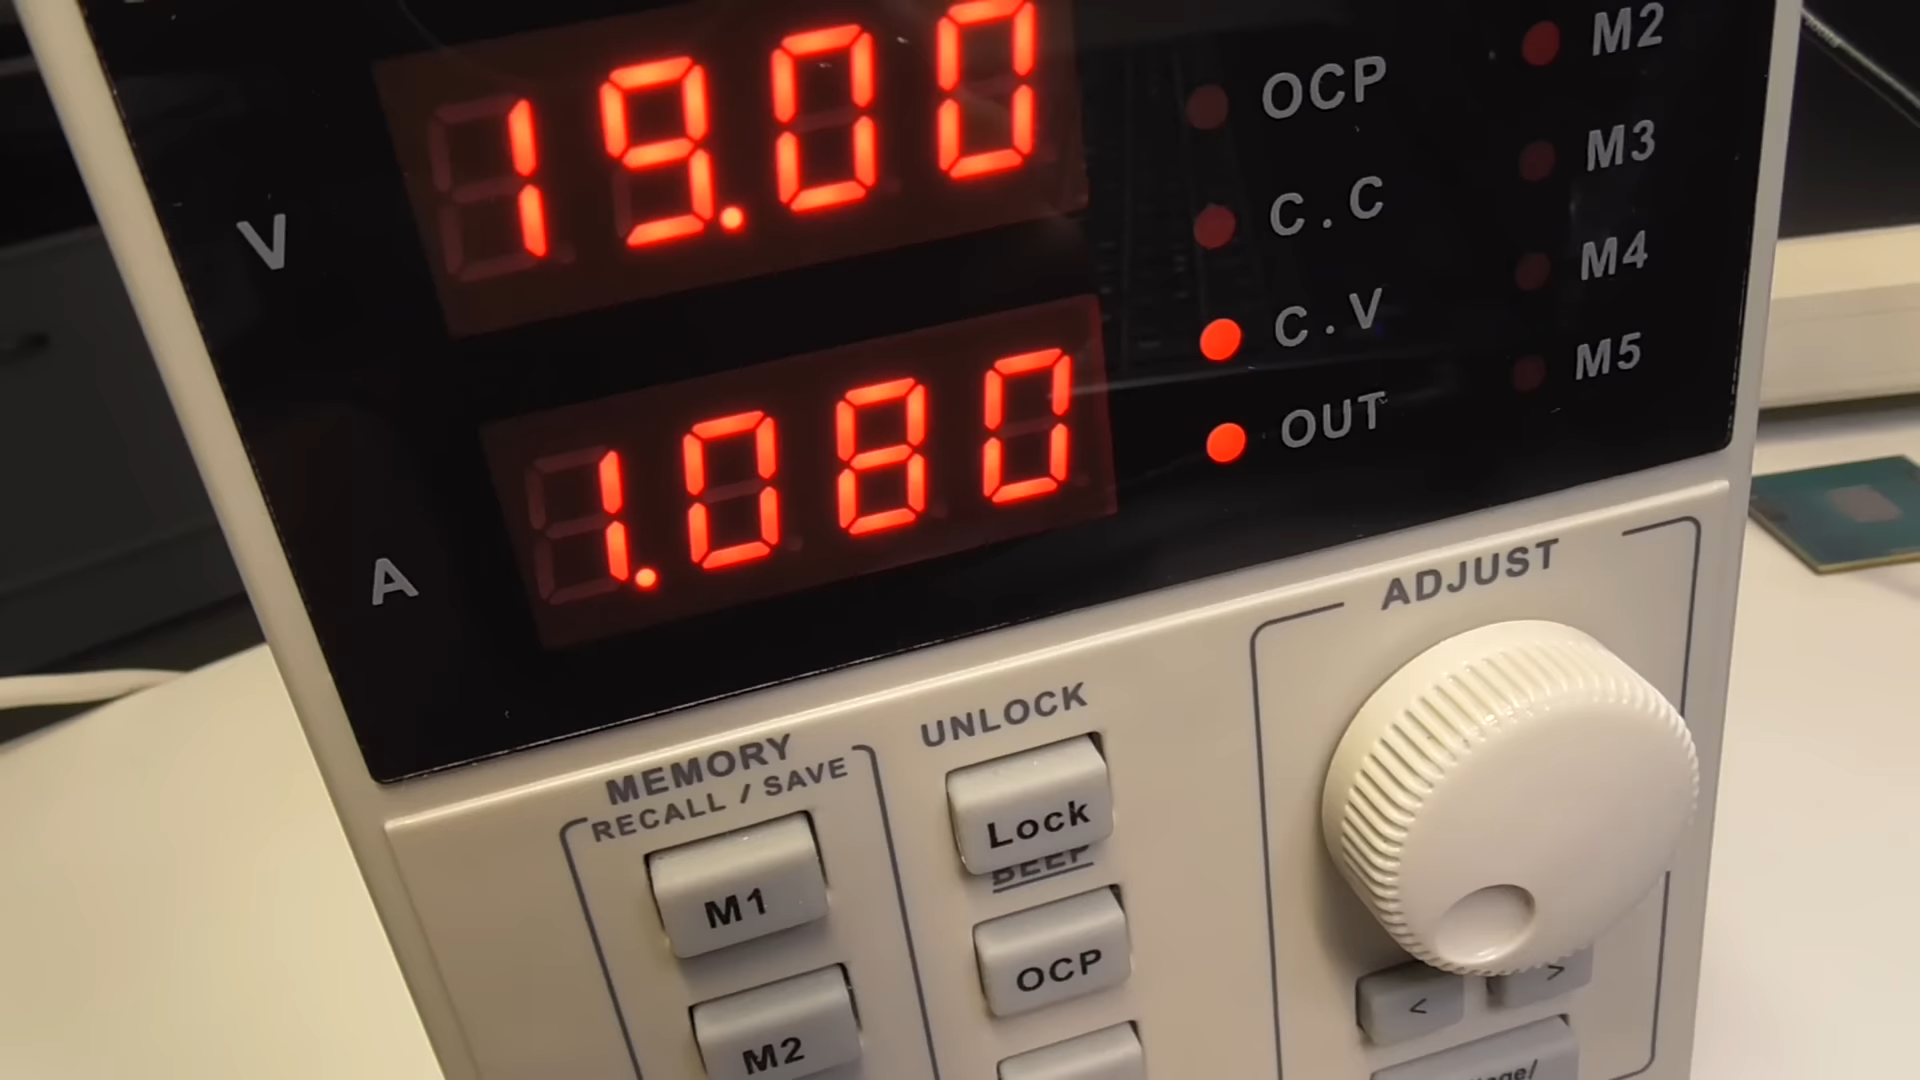 V 19.00
A 1.080
OCP
C.C
C.V
OUT
M2
M3
M4
M5
ADJUST
MEMORY
RECALL / SAVE
M1
M2
UNLOCK
Lock
BEEP
OCP
<
>